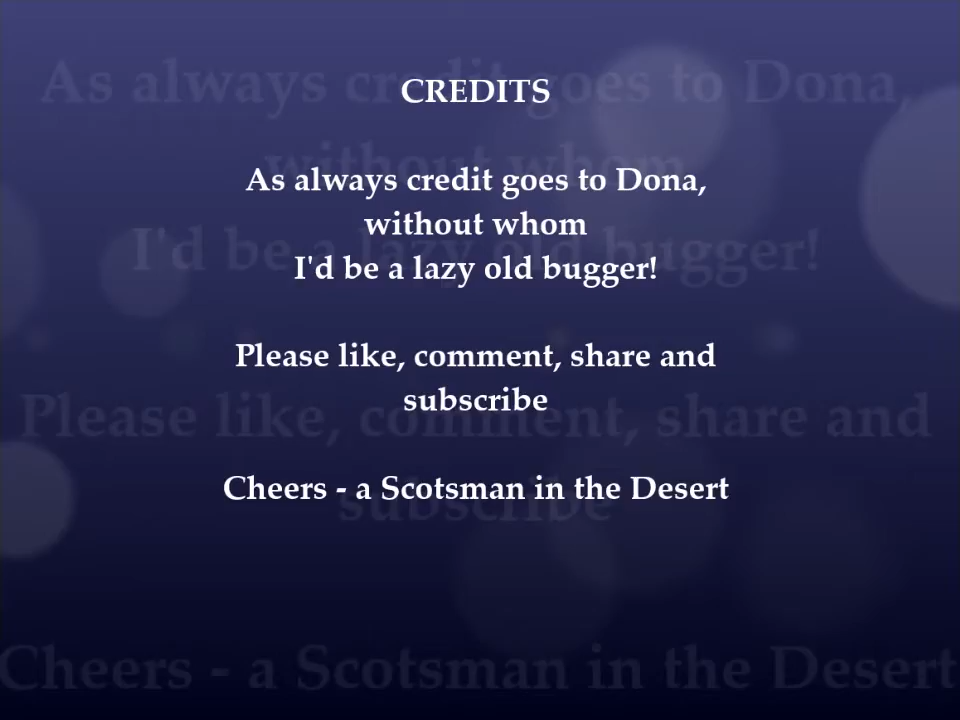 CREDITS
As always credit goes to Dona,
without whom
I'd be a lazy old bugger!
Please like, comment, share and
subscribe
Cheers - a Scotsman in the Desert